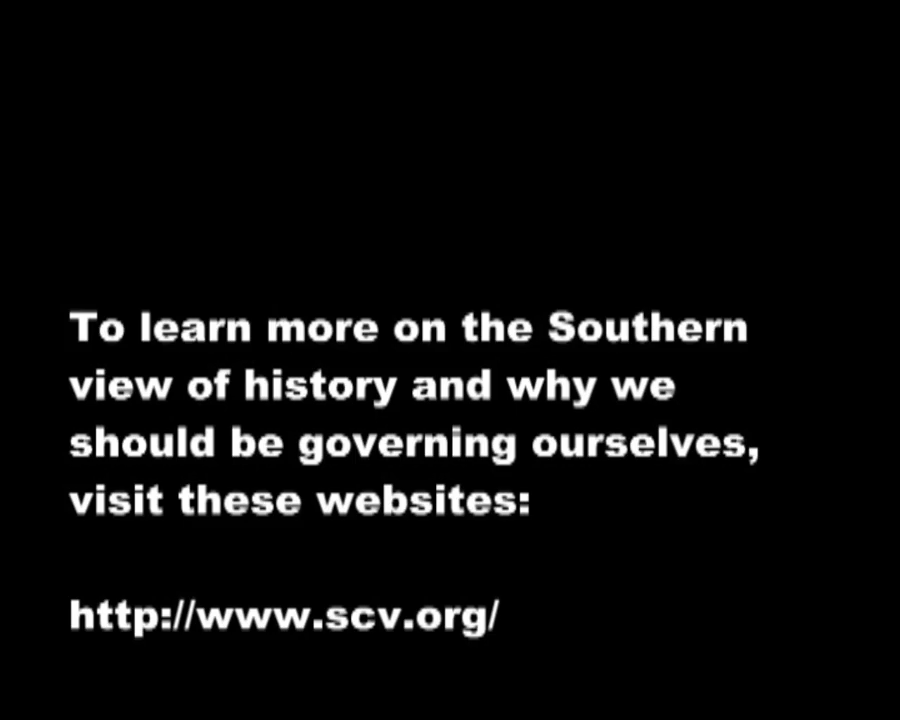 To learn more on the Southern
view of history and why we
should be governing ourselves,
visit these websites:
http://www.scv.org/